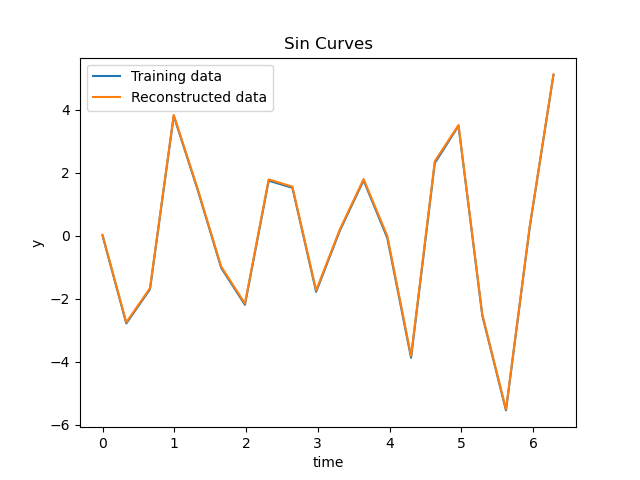 Sin Curves
Training data
Reconstructed data
4
2
0
−2
−4
−6
y
0 1 2 3 4 5 6
time